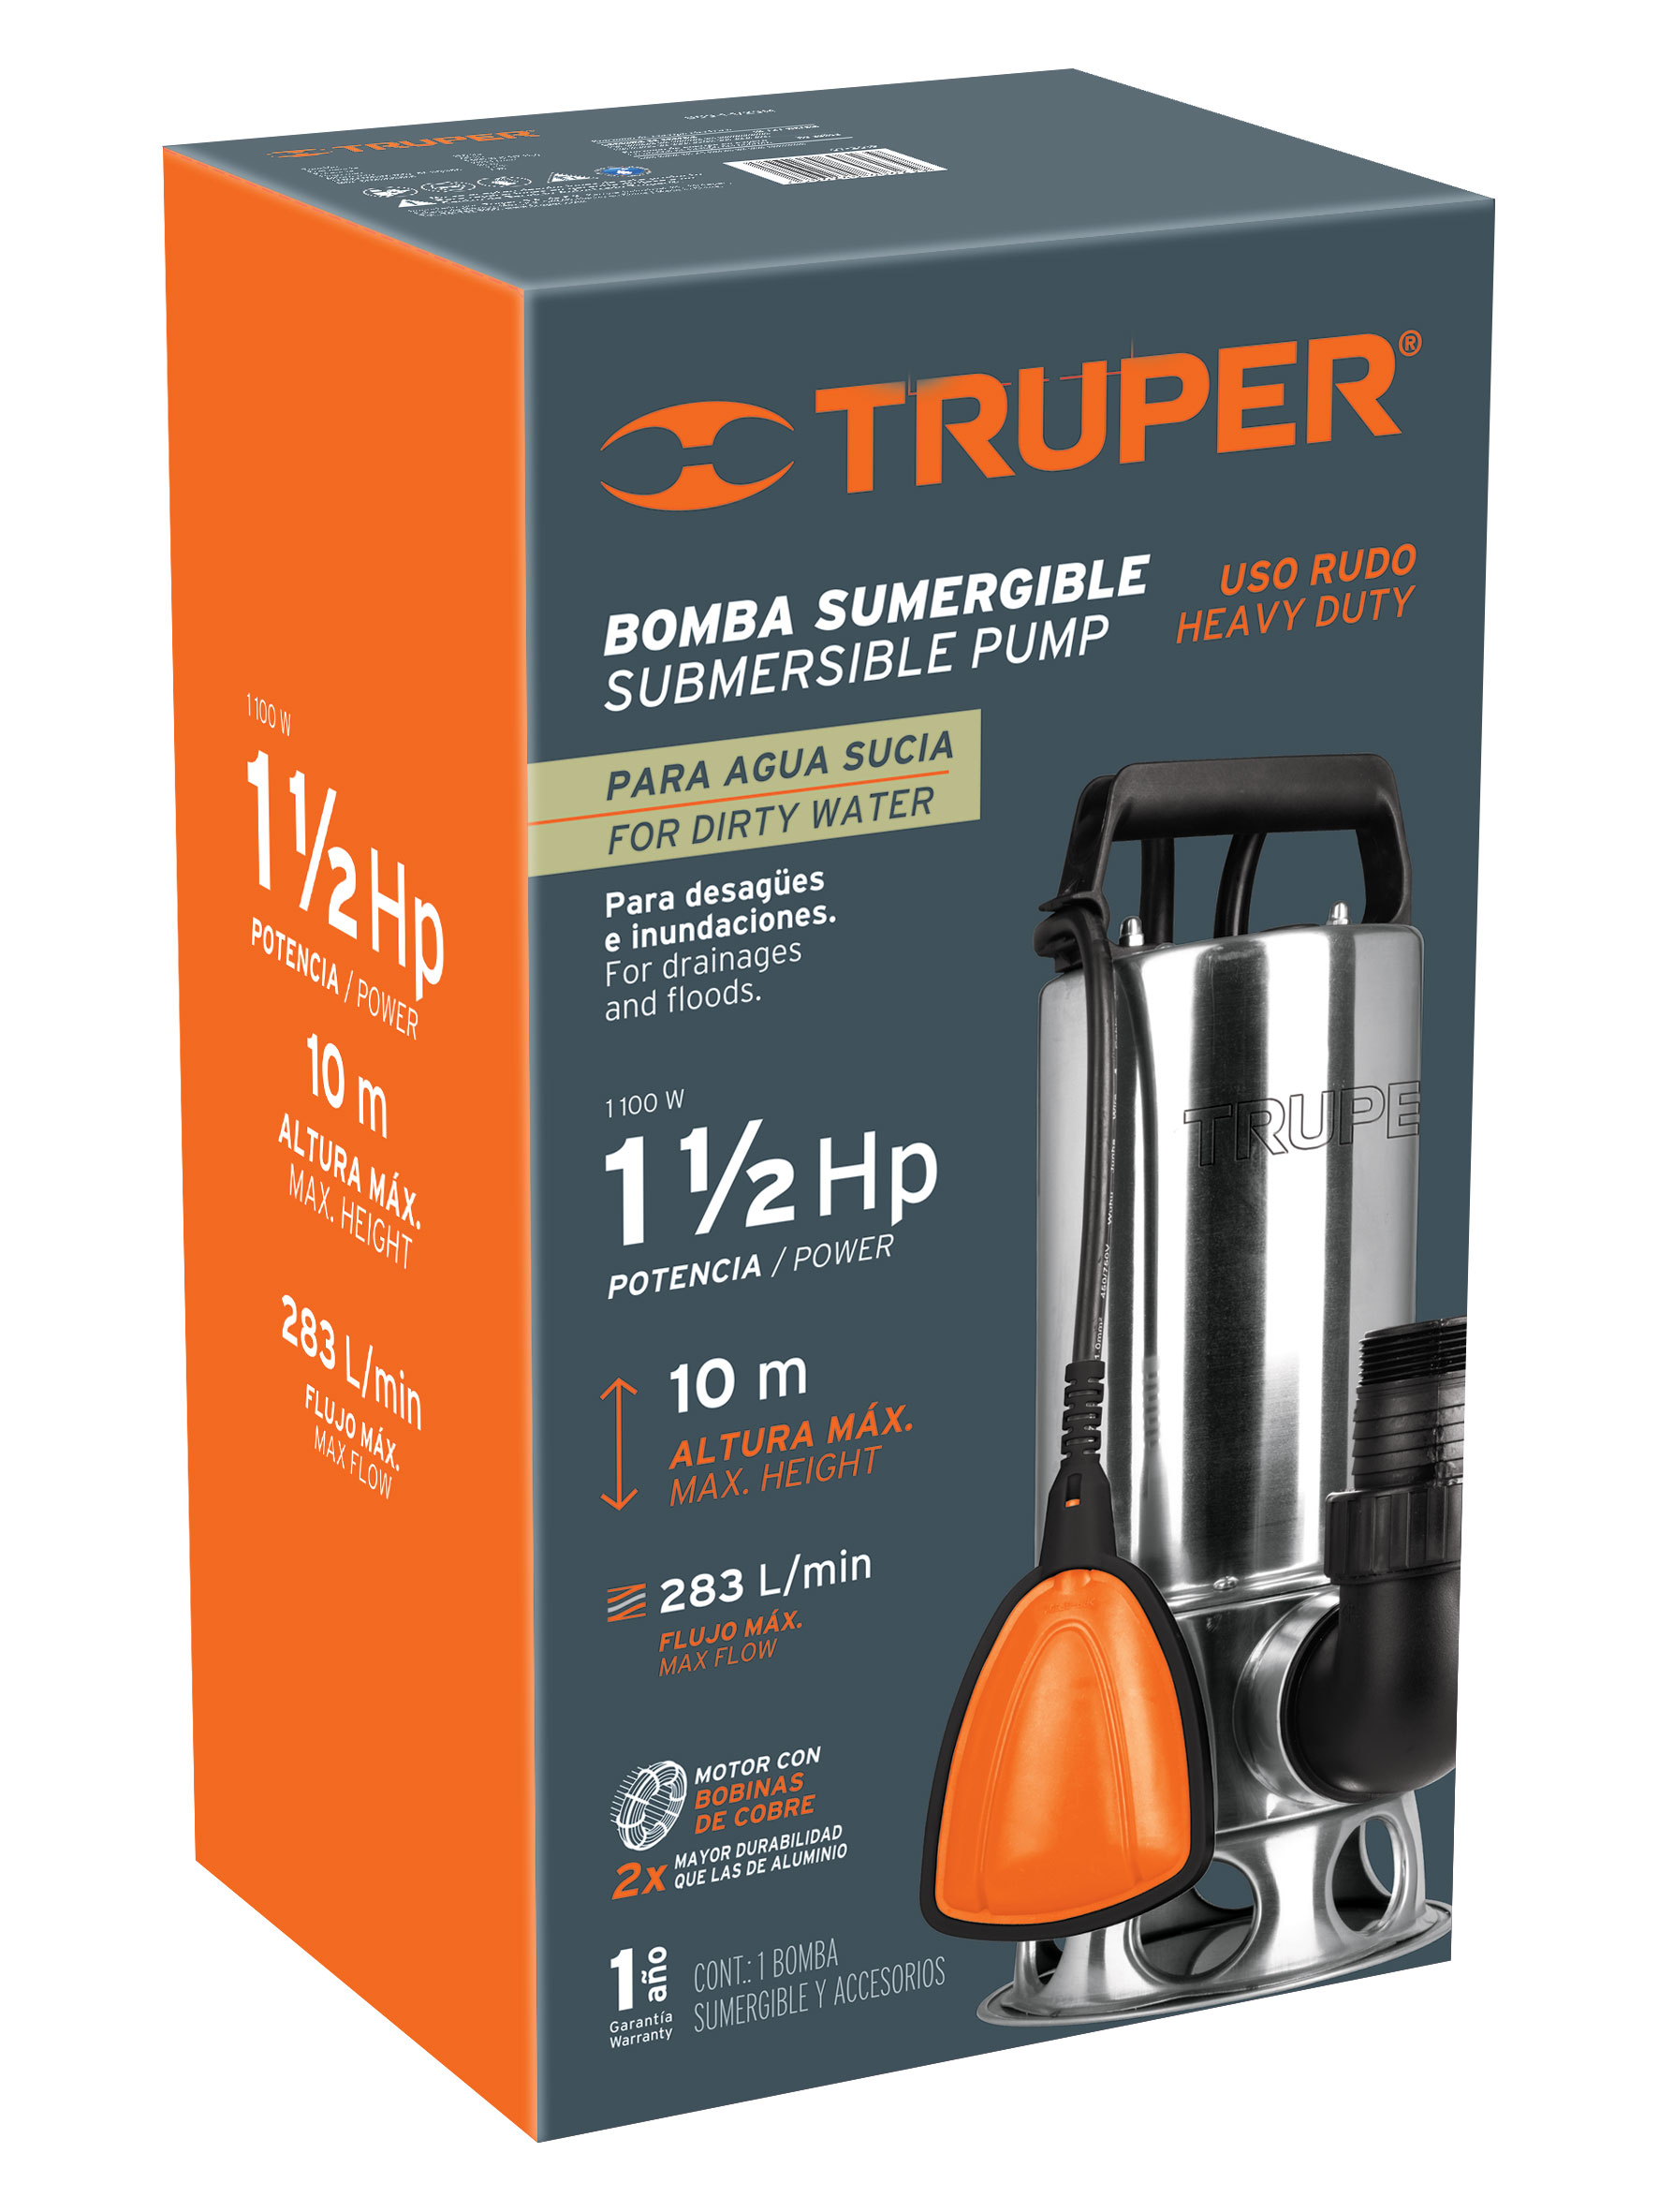 TRUPER
TRUPER®
BOMBA SUMERGIBLE
SUBMERSIBLE PUMP
USO RUDO
HEAVY DUTY
PARA AGUA SUCIA
FOR DIRTY WATER
Para desagües
e inundaciones.
For drainages
and floods.
1 100 W
1 ½ Hp
POTENCIA / POWER
10 m
ALTURA MÁX.
MAX. HEIGHT
283 L/min
FLUJO MÁX.
MAX FLOW
MOTOR CON
BOBINAS
DE COBRE
2x MAYOR DURABILIDAD
QUE LAS DE ALUMINIO
1 año
Garantía
Warranty
CONT.: 1 BOMBA
SUMERGIBLE Y ACCESORIOS
TRUPE
1 100 W
1 ½ Hp
POTENCIA / POWER
10 m
ALTURA MÁX.
MAX. HEIGHT
283 L/min
FLUJO MÁX.
MAX FLOW